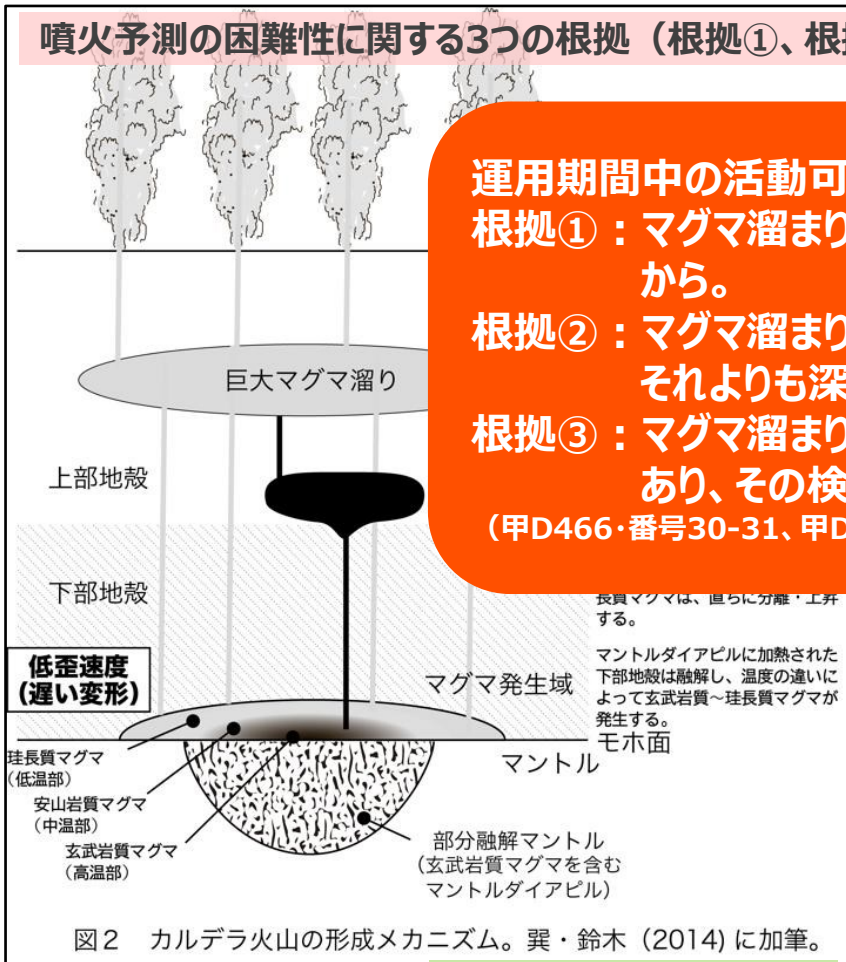 噴火予測の困難性に関する3つの根拠（根拠①、根
運用期間中の活動可
根拠①：マグマ溜まり
から。
根拠②：マグマ溜まり
それよりも深
根拠③：マグマ溜まり
あり、その検
（甲D466・番号30-31、甲D
巨大マグマ溜り
上部地殻
下部地殻
低歪速度
（遅い変形）
長質マグマは、直ちに分離・上昇
する。
マントルダイアピルに加熱された
下部地殻は融解し、温度の違いに
よって玄武岩質～珪長質マグマが
発生する。
マグマ発生域
モホ面
マントル
珪長質マグマ
（低温部）
安山岩質マグマ
（中温部）
玄武岩質マグマ
（高温部）
部分融解マントル
（玄武岩質マグマを含む
マントルダイアピル）
図2　カルデラ火山の形成メカニズム。巽・鈴木（2014）に加筆。